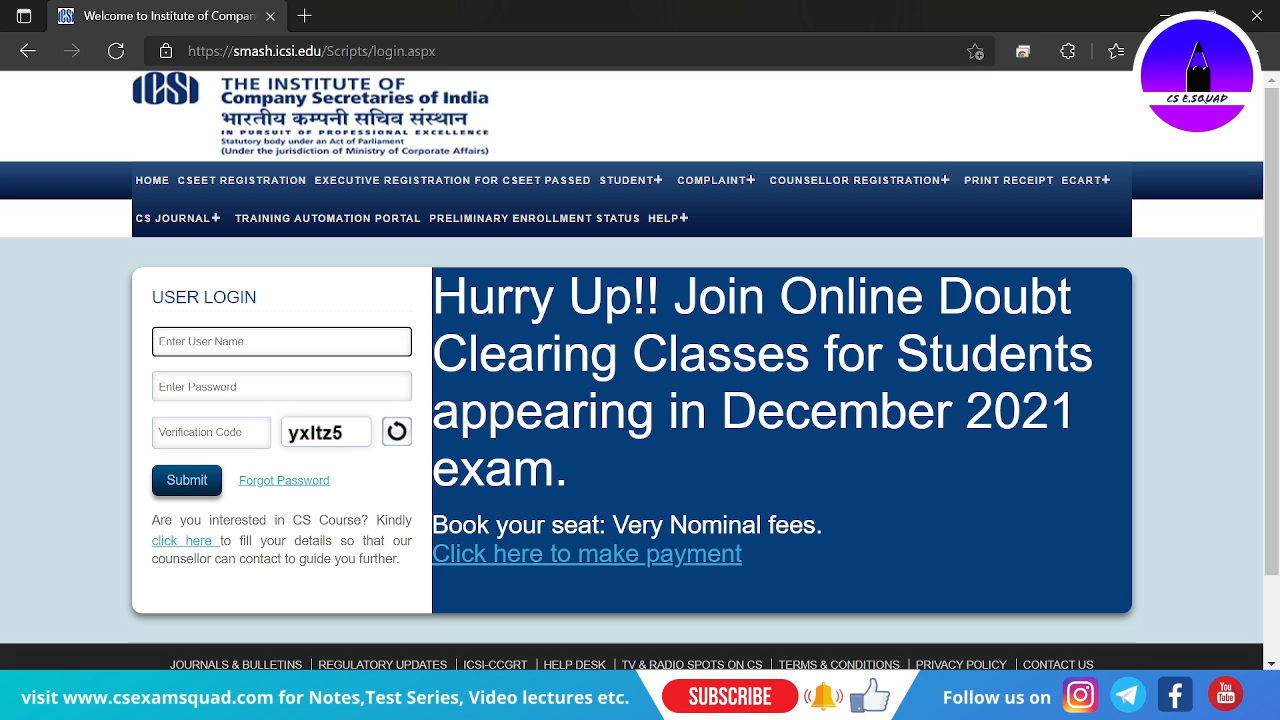 Welcome to Institute of Compan
https://smash.icsi.edu/Scripts/login.aspx
CS E.SQUAD
ICSI
THE INSTITUTE OF
Company Secretaries of India
भारतीय कम्पनी सचिव संस्थान
IN PURSUIT OF PROFESSIONAL EXCELLENCE
Statutory body under an Act of Parliament
(Under the jurisdiction of Ministry of Corporate Affairs)
HOME CSEET REGISTRATION EXECUTIVE REGISTRATION FOR CSEET PASSED STUDENT+ COMPLAINT+ COUNSELLOR REGISTRATION+ PRINT RECEIPT ECART+
CS JOURNAL+ TRAINING AUTOMATION PORTAL PRELIMINARY ENROLLMENT STATUS HELP+
USER LOGIN
Enter User Name
Enter Password
Verification Code yxltz5
Submit Forgot Password
Are you interested in CS Course? Kindly
click here to fill your details so that our
counsellor can contact to guide you further.
Hurry Up!! Join Online Doubt
Clearing Classes for Students
appearing in December 2021
exam.
Book your seat: Very Nominal fees.
Click here to make payment
JOURNALS & BULLETINS | REGULATORY UPDATES | ICSI-CCGRT | HELP DESK | TV & RADIO SPOTS ON CS | TERMS & CONDITIONS | PRIVACY POLICY | CONTACT US
visit www.csexamsquad.com for Notes,Test Series, Video lectures etc.
SUBSCRIBE
Follow us on
You Tube